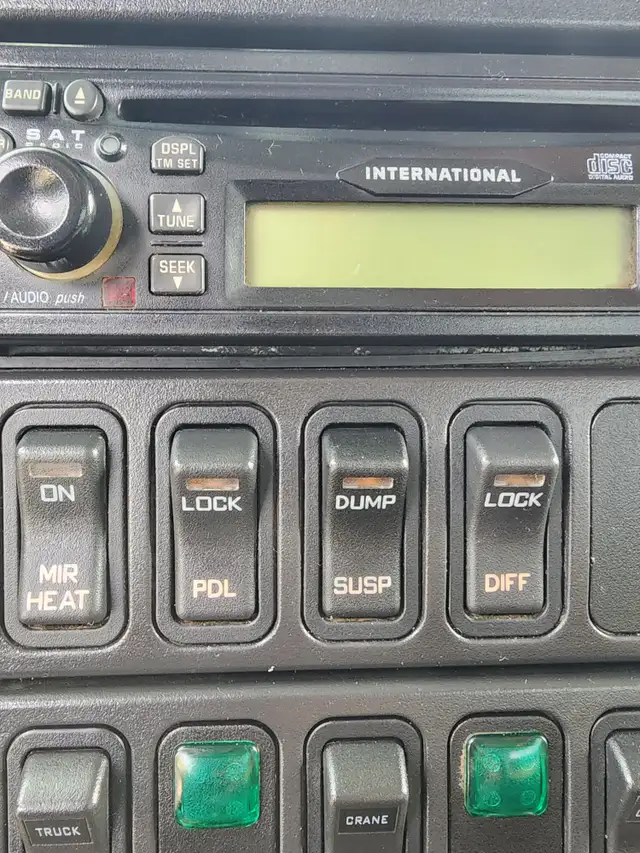 BAND
SAT
RADIO
DSPL
TM SET
TUNE
SEEK
/AUDIO push
INTERNATIONAL
COMPACT
disc
DIGITAL AUDIO
ON
MIR
HEAT
LOCK
PDL
DUMP
SUSP
LOCK
DIFF
TRUCK
CRANE